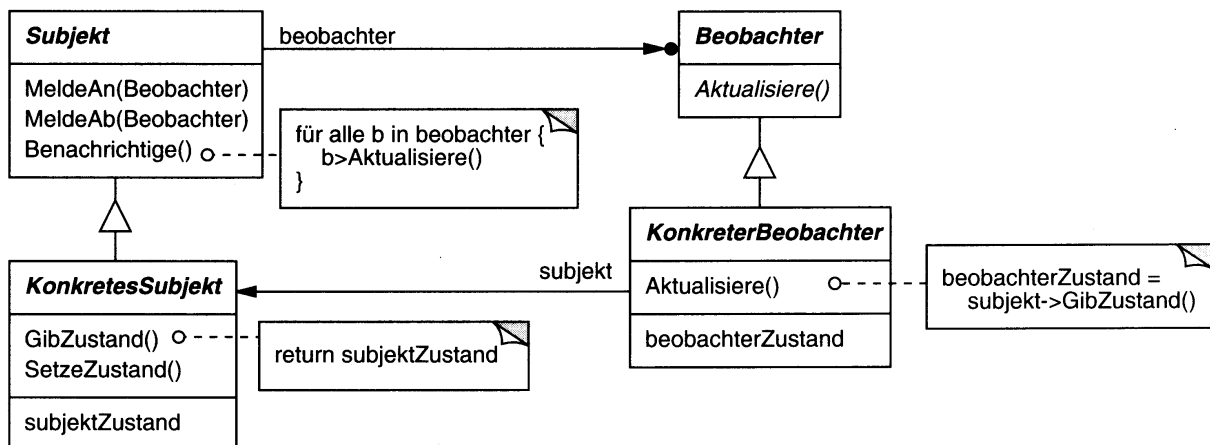 Subjekt
MeldeAn(Beobachter)
MeldeAb(Beobachter)
Benachrichtige()
beobachter
Beobachter
Aktualisiere()
für alle b in beobachter {
b>Aktualisiere()
}
KonkretesSubjekt
GibZustand()
SetzeZustand()
subjektZustand
return subjektZustand
subjekt
KonkreterBeobachter
Aktualisiere()
beobachterZustand
beobachterZustand =
subjekt->GibZustand()